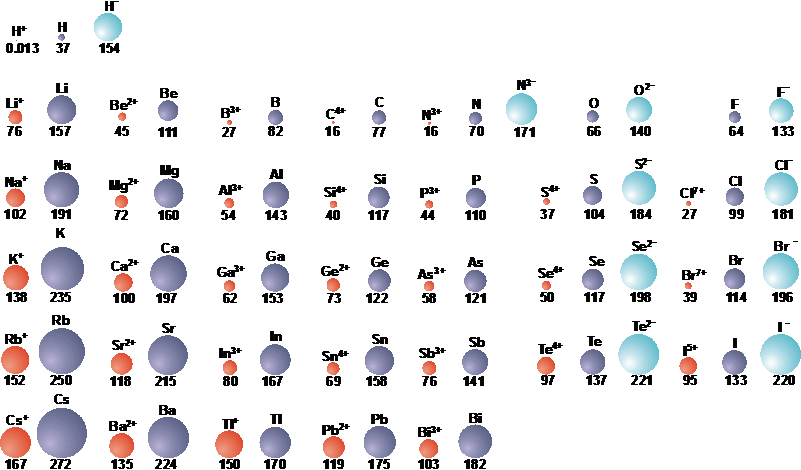 H⁺ H H⁻
0.013 37 154
Li⁺ Li Be²⁺ Be B³⁺ B C⁴⁺ C N³⁺ N N³⁻ O O²⁻ F F⁻
76 157 45 111 27 82 16 77 16 70 171 66 140 64 133
Na⁺ Na Mg²⁺ Mg Al³⁺ Al Si⁴⁺ Si P³⁺ P S⁴⁺ S S²⁻ Cl⁷⁺ Cl Cl⁻
102 191 72 160 54 143 40 117 44 110 37 104 184 27 99 181
K⁺ K Ca²⁺ Ca Ga³⁺ Ga Ge²⁺ Ge As³⁺ As Se⁴⁺ Se Se²⁻ Br⁷⁺ Br Br⁻
138 235 100 197 62 153 73 122 58 121 50 117 198 39 114 196
Rb⁺ Rb Sr²⁺ Sr In³⁺ In Sn⁴⁺ Sn Sb³⁺ Sb Te⁴⁺ Te Te²⁻ I⁵⁺ I I⁻
152 250 118 215 80 167 69 158 76 141 97 137 221 95 133 220
Cs⁺ Cs Ba²⁺ Ba Tl⁺ Tl Pb²⁺ Pb Bi³⁺ Bi
167 272 135 224 150 170 119 175 103 182